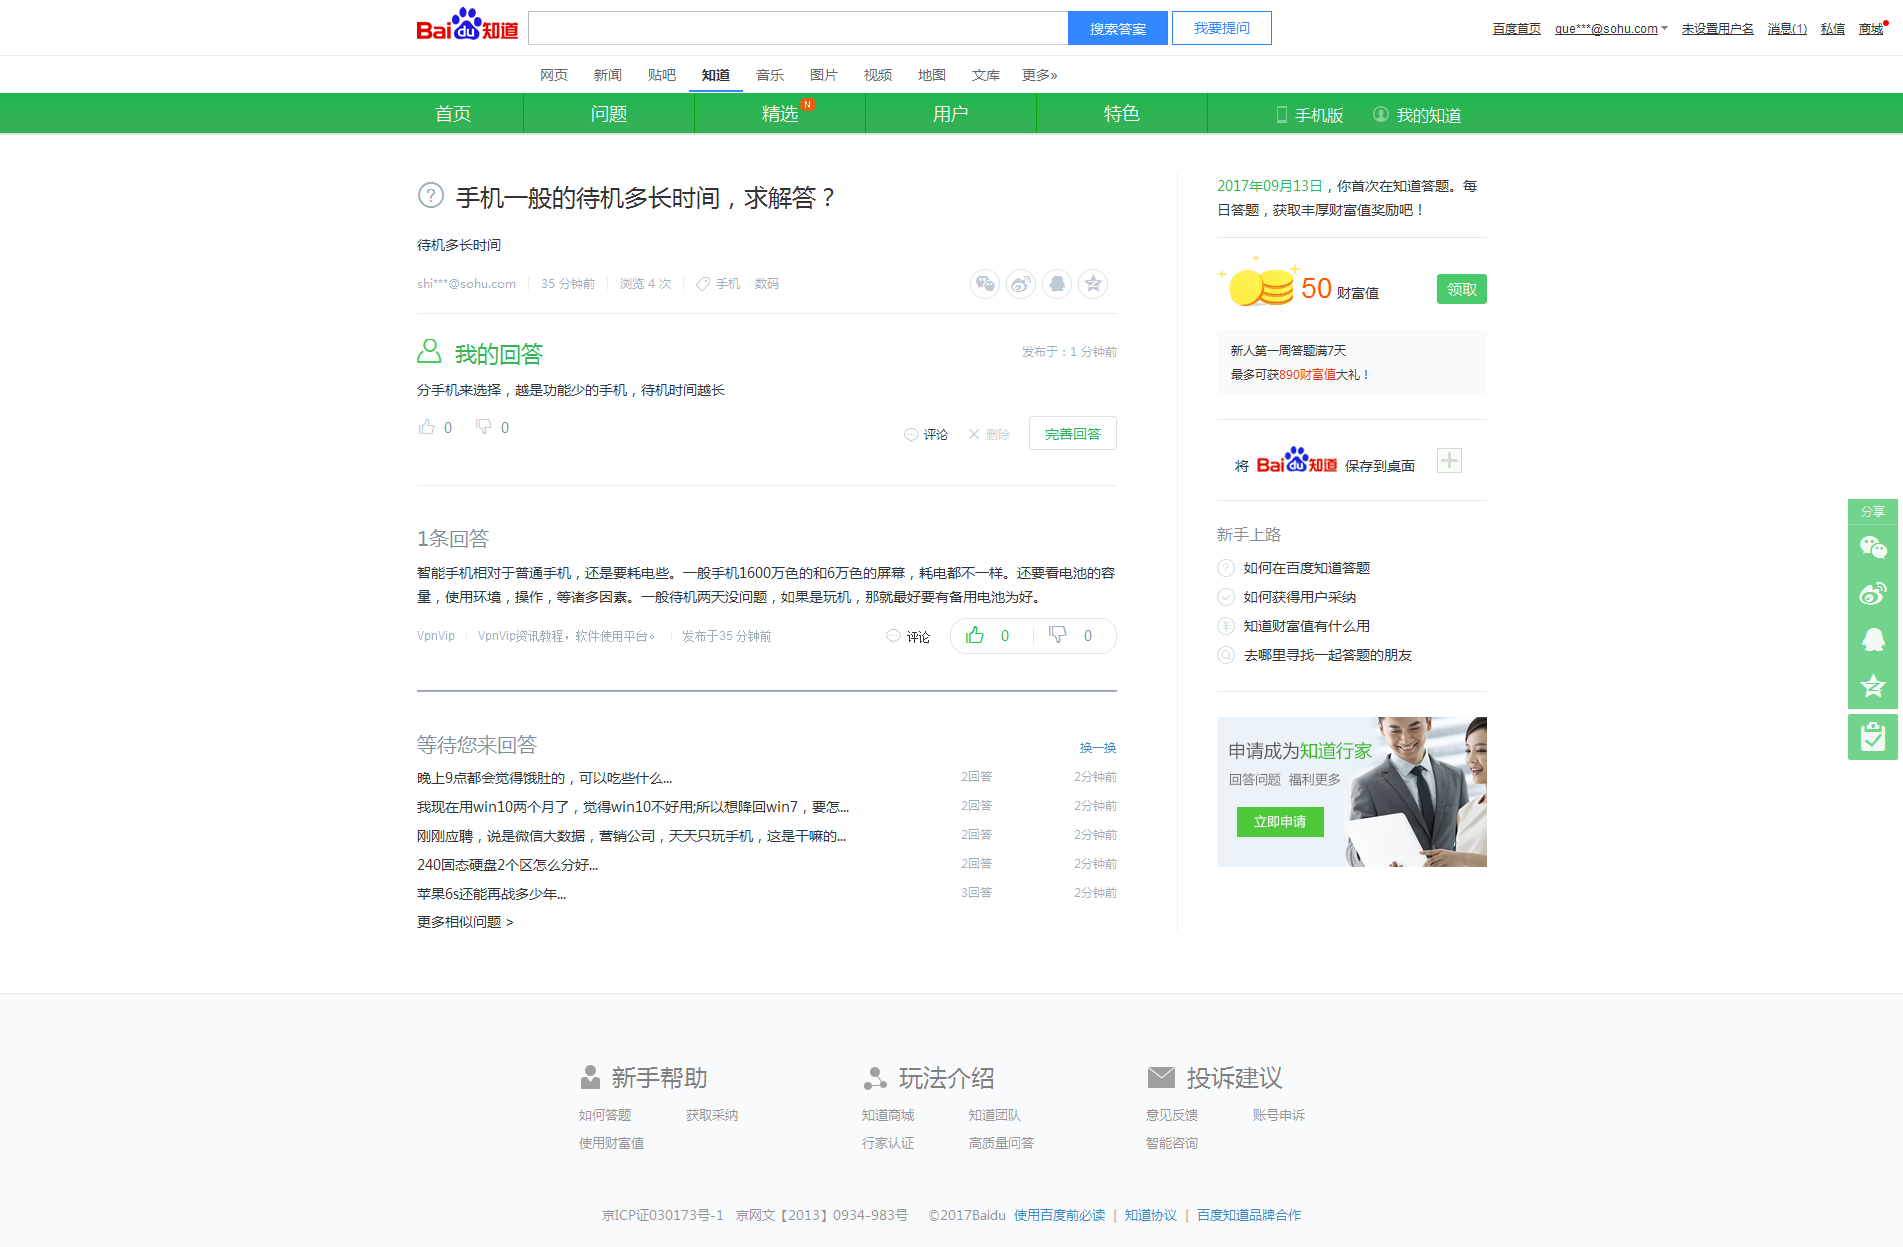 Bai du 知道 搜索答案 我要提问 百度首页 que***@sohu.com 未设置用户名 消息(1) 私信 商城
网页 新闻 贴吧 知道 音乐 图片 视频 地图 文库 更多»
首页 问题 精选 N 用户 特色 手机版 我的知道
手机一般的待机多长时间，求解答？
待机多长时间
shi***@sohu.com 35 分钟前 浏览 4 次 手机 数码
我的回答 发布于：1 分钟前
分手机来选择，越是功能少的手机，待机时间越长
0 0 评论 删除 完善回答
1条回答
智能手机相对于普通手机，还是要耗电些。一般手机1600万色的和6万色的屏幕，耗电都不一样。还要看电池的容
量，使用环境，操作，等诸多因素。一般待机两天没问题，如果是玩机，那就最好要有备用电池为好。
VpnVip VpnVip资讯教程，软件使用平台。 发布于35 分钟前 评论 0 0
等待您来回答 换一换
晚上9点都会觉得饿肚的，可以吃些什么... 2回答 2分钟前
我现在用win10两个月了，觉得win10不好用;所以想降回win7，要怎... 2回答 2分钟前
刚刚应聘，说是微信大数据，营销公司，天天只玩手机，这是干嘛的... 2回答 2分钟前
240固态硬盘2个区怎么分好... 2回答 2分钟前
苹果6s还能再战多少年... 3回答 2分钟前
更多相似问题 >
2017年09月13日，你首次在知道答题。每
日答题，获取丰厚财富值奖励吧！
50 财富值 领取
新人第一周答题满7天
最多可获890财富值大礼！
将 Bai du 知道 保存到桌面
新手上路
如何在百度知道答题
如何获得用户采纳
知道财富值有什么用
去哪里寻找一起答题的朋友
申请成为知道行家
回答问题 福利更多
立即申请
分享
新手帮助 玩法介绍 投诉建议
如何答题 获取采纳 知道商城 知道团队 意见反馈 账号申诉
使用财富值 行家认证 高质量问答 智能咨询
京ICP证030173号-1 京网文【2013】0934-983号 ©2017Baidu 使用百度前必读 | 知道协议 | 百度知道品牌合作